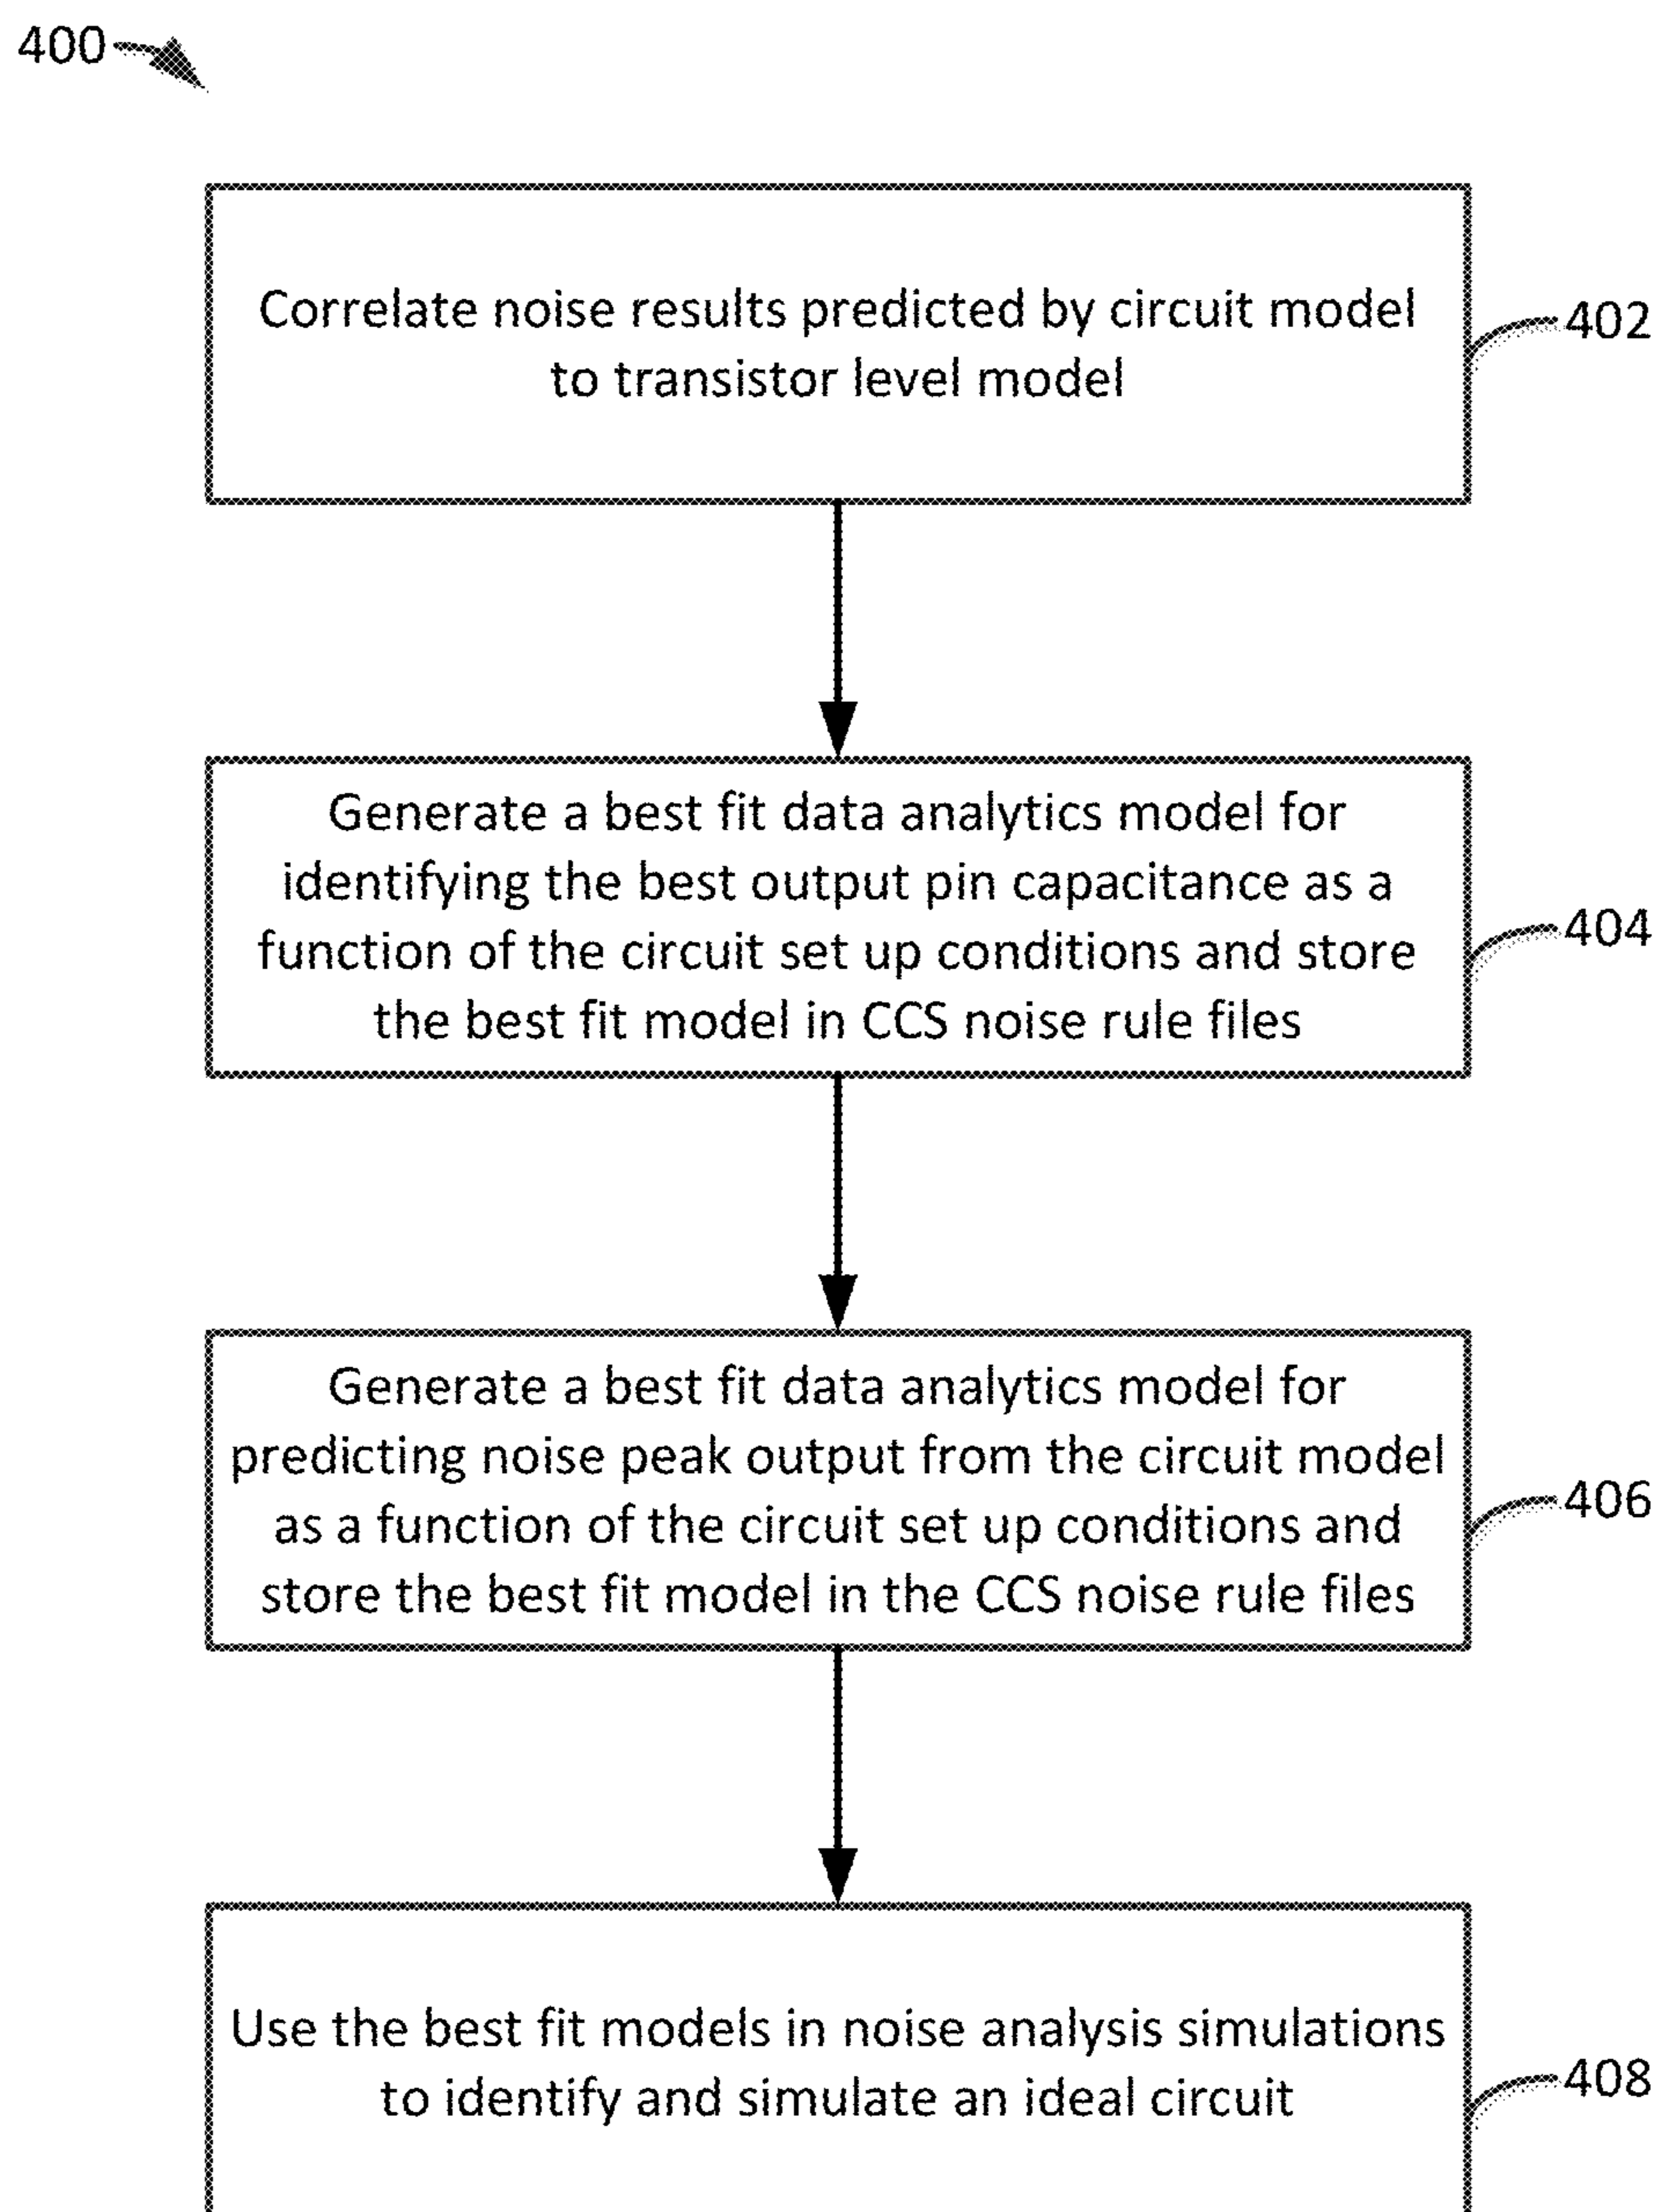 400
Correlate noise results predicted by circuit model
to transistor level model
402
Generate a best fit data analytics model for
identifying the best output pin capacitance as a
function of the circuit set up conditions and store
the best fit model in CCS noise rule files
404
Generate a best fit data analytics model for
predicting noise peak output from the circuit model
as a function of the circuit set up conditions and
store the best fit model in the CCS noise rule files
406
Use the best fit models in noise analysis simulations
to identify and simulate an ideal circuit
408